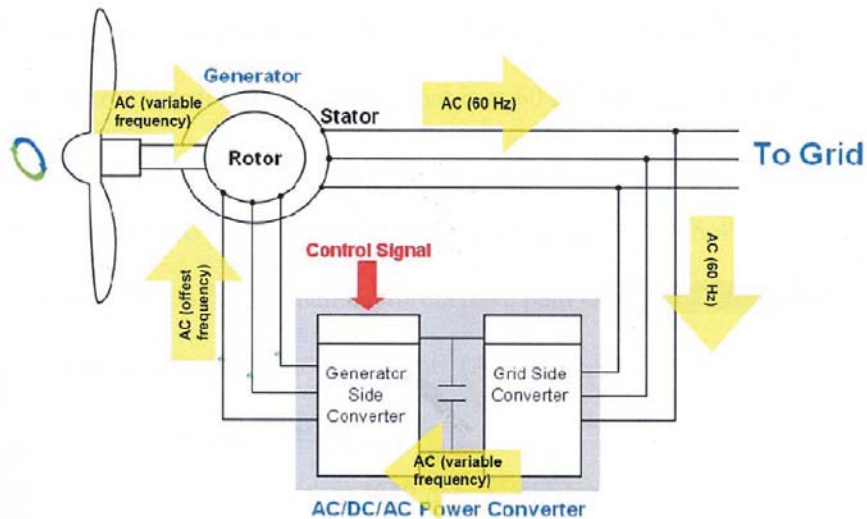 Generator
AC (variable
frequency)
Stator
AC (60 Hz)
Rotor
To Grid
Control Signal
AC (offest
frequency)
AC (60 Hz)
Generator
Side
Converter
Grid Side
Converter
AC (variable
frequency)
AC/DC/AC Power Converter